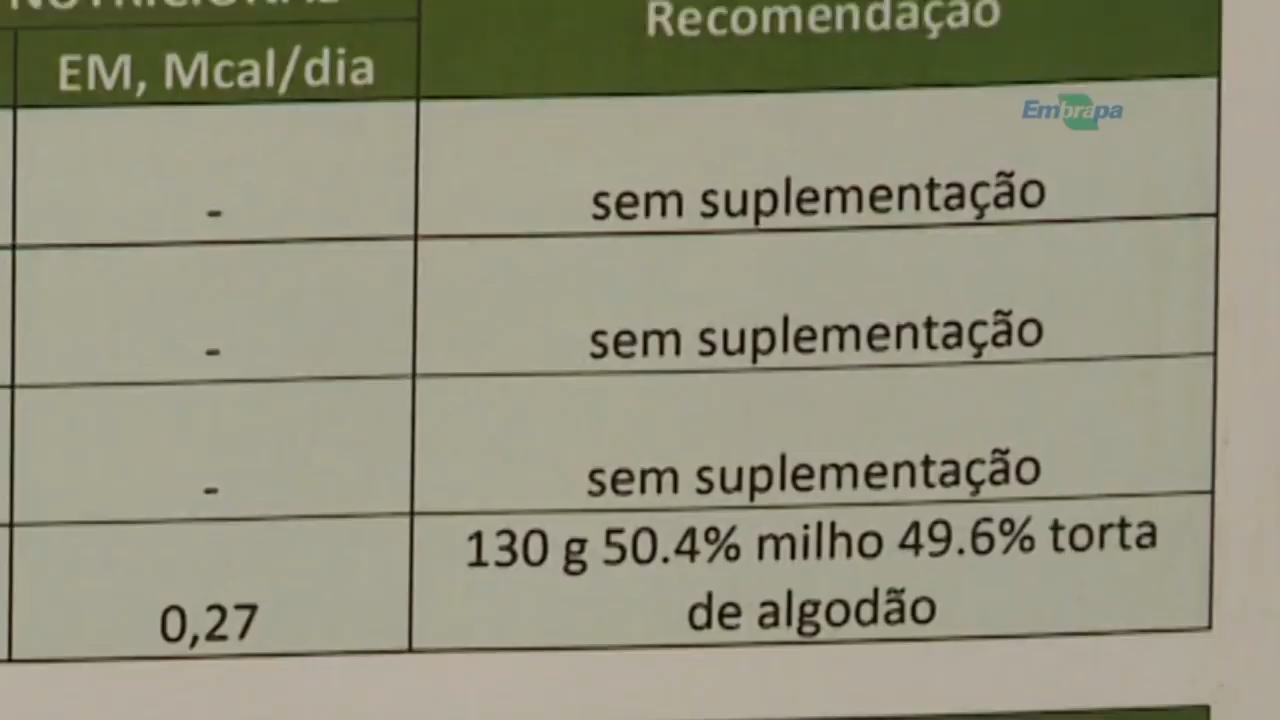 Recomendação
EM, Mcal/dia
Embrapa
-
sem suplementação
-
sem suplementação
-
sem suplementação
0,27
130 g 50.4% milho 49.6% torta
de algodão